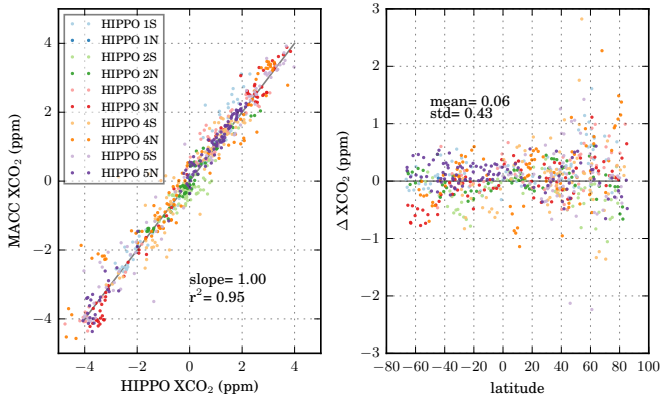 HIPPO 1S
HIPPO 1N
HIPPO 2S
HIPPO 2N
HIPPO 3S
HIPPO 3N
HIPPO 4S
HIPPO 4N
HIPPO 5S
HIPPO 5N
slope= 1.00
r²= 0.95
MACC XCO₂ (ppm)
4
2
0
−2
−4
−4 −2 0 2 4
HIPPO XCO₂ (ppm)
mean= 0.06
std= 0.43
Δ XCO₂ (ppm)
3
2
1
0
−1
−2
−3
−80 −60 −40 −20 0 20 40 60 80 100
latitude